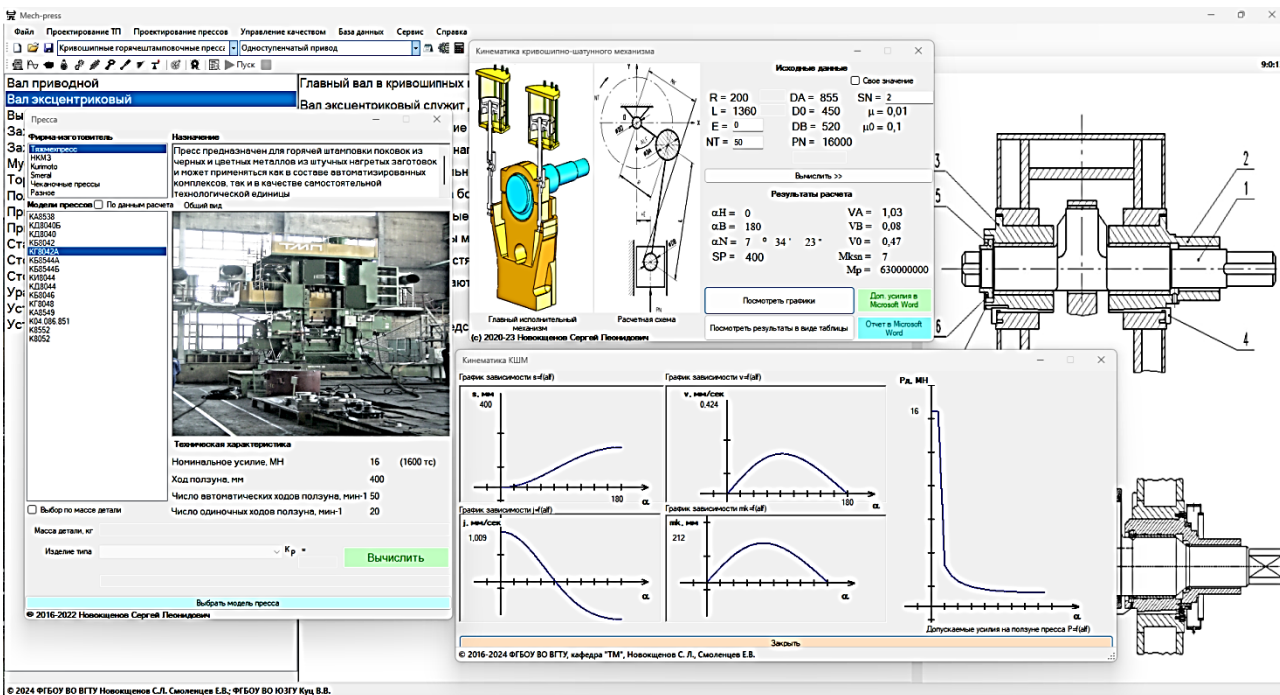 Mech-press
Файл Проектирование ТП Проектирование прессов Управление качеством База данных Сервис Справка
Кривошипные горячештамповочные пресса Одноступенчатый привод
Пуск
9:0:1
Вал приводной
Вал эксцентриковый
Главный вал в кривошипных
Вал эксцентриковый служит
Пресса
Фирма-изготовитель
Тяжмехпресс
НКМЗ
Kurimoto
Smeral
Чеканочные прессы
Разное
Назначение
Пресс предназначен для горячей штамповки поковок из
черных и цветных металлов из штучных нагретых заготовок
и может применяться как в составе автоматизированных
комплексов, так и в качестве самостоятельной
технологической единицы
Модели прессов По данным расчета Общий вид
КА8538
КД8040Б
КД8040
КБ8042
КГ8042А
КБ8544А
КБ8544Б
КИ8044
КД8044
КБ8046
КГ8048
КА8549
К04.086.851
К8552
К8052
ТМП
Техническая характеристика
Номинальное усилие, МН 16 (1600 тс)
Ход ползуна, мм 400
Число автоматических ходов ползуна, мин-1 50
Число одиночных ходов ползуна, мин-1 20
Выбор по массе детали
Масса детали, кг
Изделие типа Кр =
Вычислить
Выбрать модель пресса
© 2016-2022 Новокщенов Сергей Леонидович
Кинематика кривошипно-шатунного механизма
Главный исполнительный
механизм
Расчетная схема
(c) 2020-23 Новокщенов Сергей Леонидович
Исходные данные
Свое значение
R = 200 DA = 855 SN = 2
L = 1360 D0 = 450 μ = 0,01
E = 0 DB = 520 μ0 = 0,1
NT = 50 PN = 16000
Вычислить >>
Результаты расчета
αH = 0 VA = 1,03
αB = 180 VB = 0,08
αN = 7 ° 34 ' 23 " V0 = 0,47
SP = 400 Mksn = 7
Mp = 630000000
Посмотреть графики
Доп. усилия в
Microsoft Word
Посмотреть результаты в виде таблицы
Отчет в Microsoft
Word
Кинематика КШМ
График зависимости s=f(alf)
s, мм
400
180
α
График зависимости v=f(alf)
v, мм/сек
0,424
180
α
График зависимости j=f(alf)
j, мм/сек
1,009
α
График зависимости mk=f(alf)
mk, мм
212
α
Рд, МН
16
α
Допускаемые усилия на ползуне пресса P=f(alf)
Закрыть
© 2016-2024 ФГБОУ ВО ВГТУ, кафедра "ТМ", Новокщенов С. Л., Смоленцев Е.В.
3
5
6
2
1
4
© 2024 ФГБОУ ВО ВГТУ Новокщенов С.Л. Смоленцев Е.В.; ФГБОУ ВО ЮЗГУ Куц В.В.